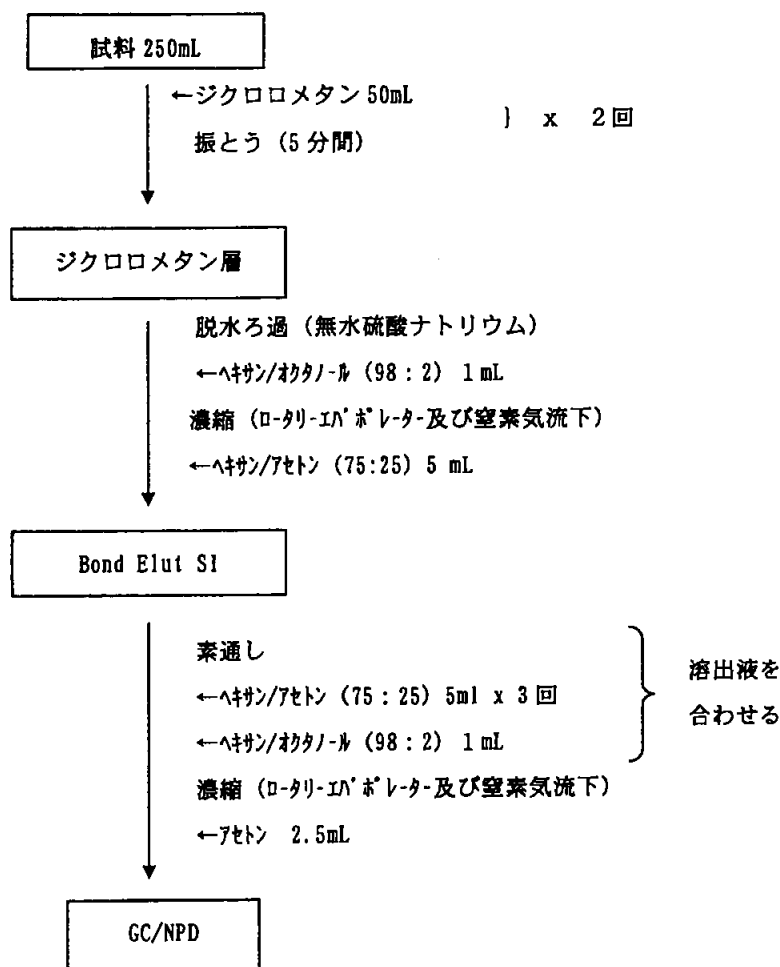 試料 250mL
←ジクロロメタン 50mL
振とう (5 分間)
} x 2回
ジクロロメタン層
脱水ろ過 (無水硫酸ナトリウム)
←ヘキサン/オクタノール (98 : 2) 1 mL
濃縮 (ロータリーエバポレーター及び窒素気流下)
←ヘキサン/アセトン (75:25) 5 mL
Bond Elut SI
素通し
←ヘキサン/アセトン (75 : 25) 5ml x 3 回
←ヘキサン/オクタノール (98 : 2) 1 mL
溶出液を
合わせる
濃縮 (ロータリーエバポレーター及び窒素気流下)
←アセトン 2.5mL
GC/NPD